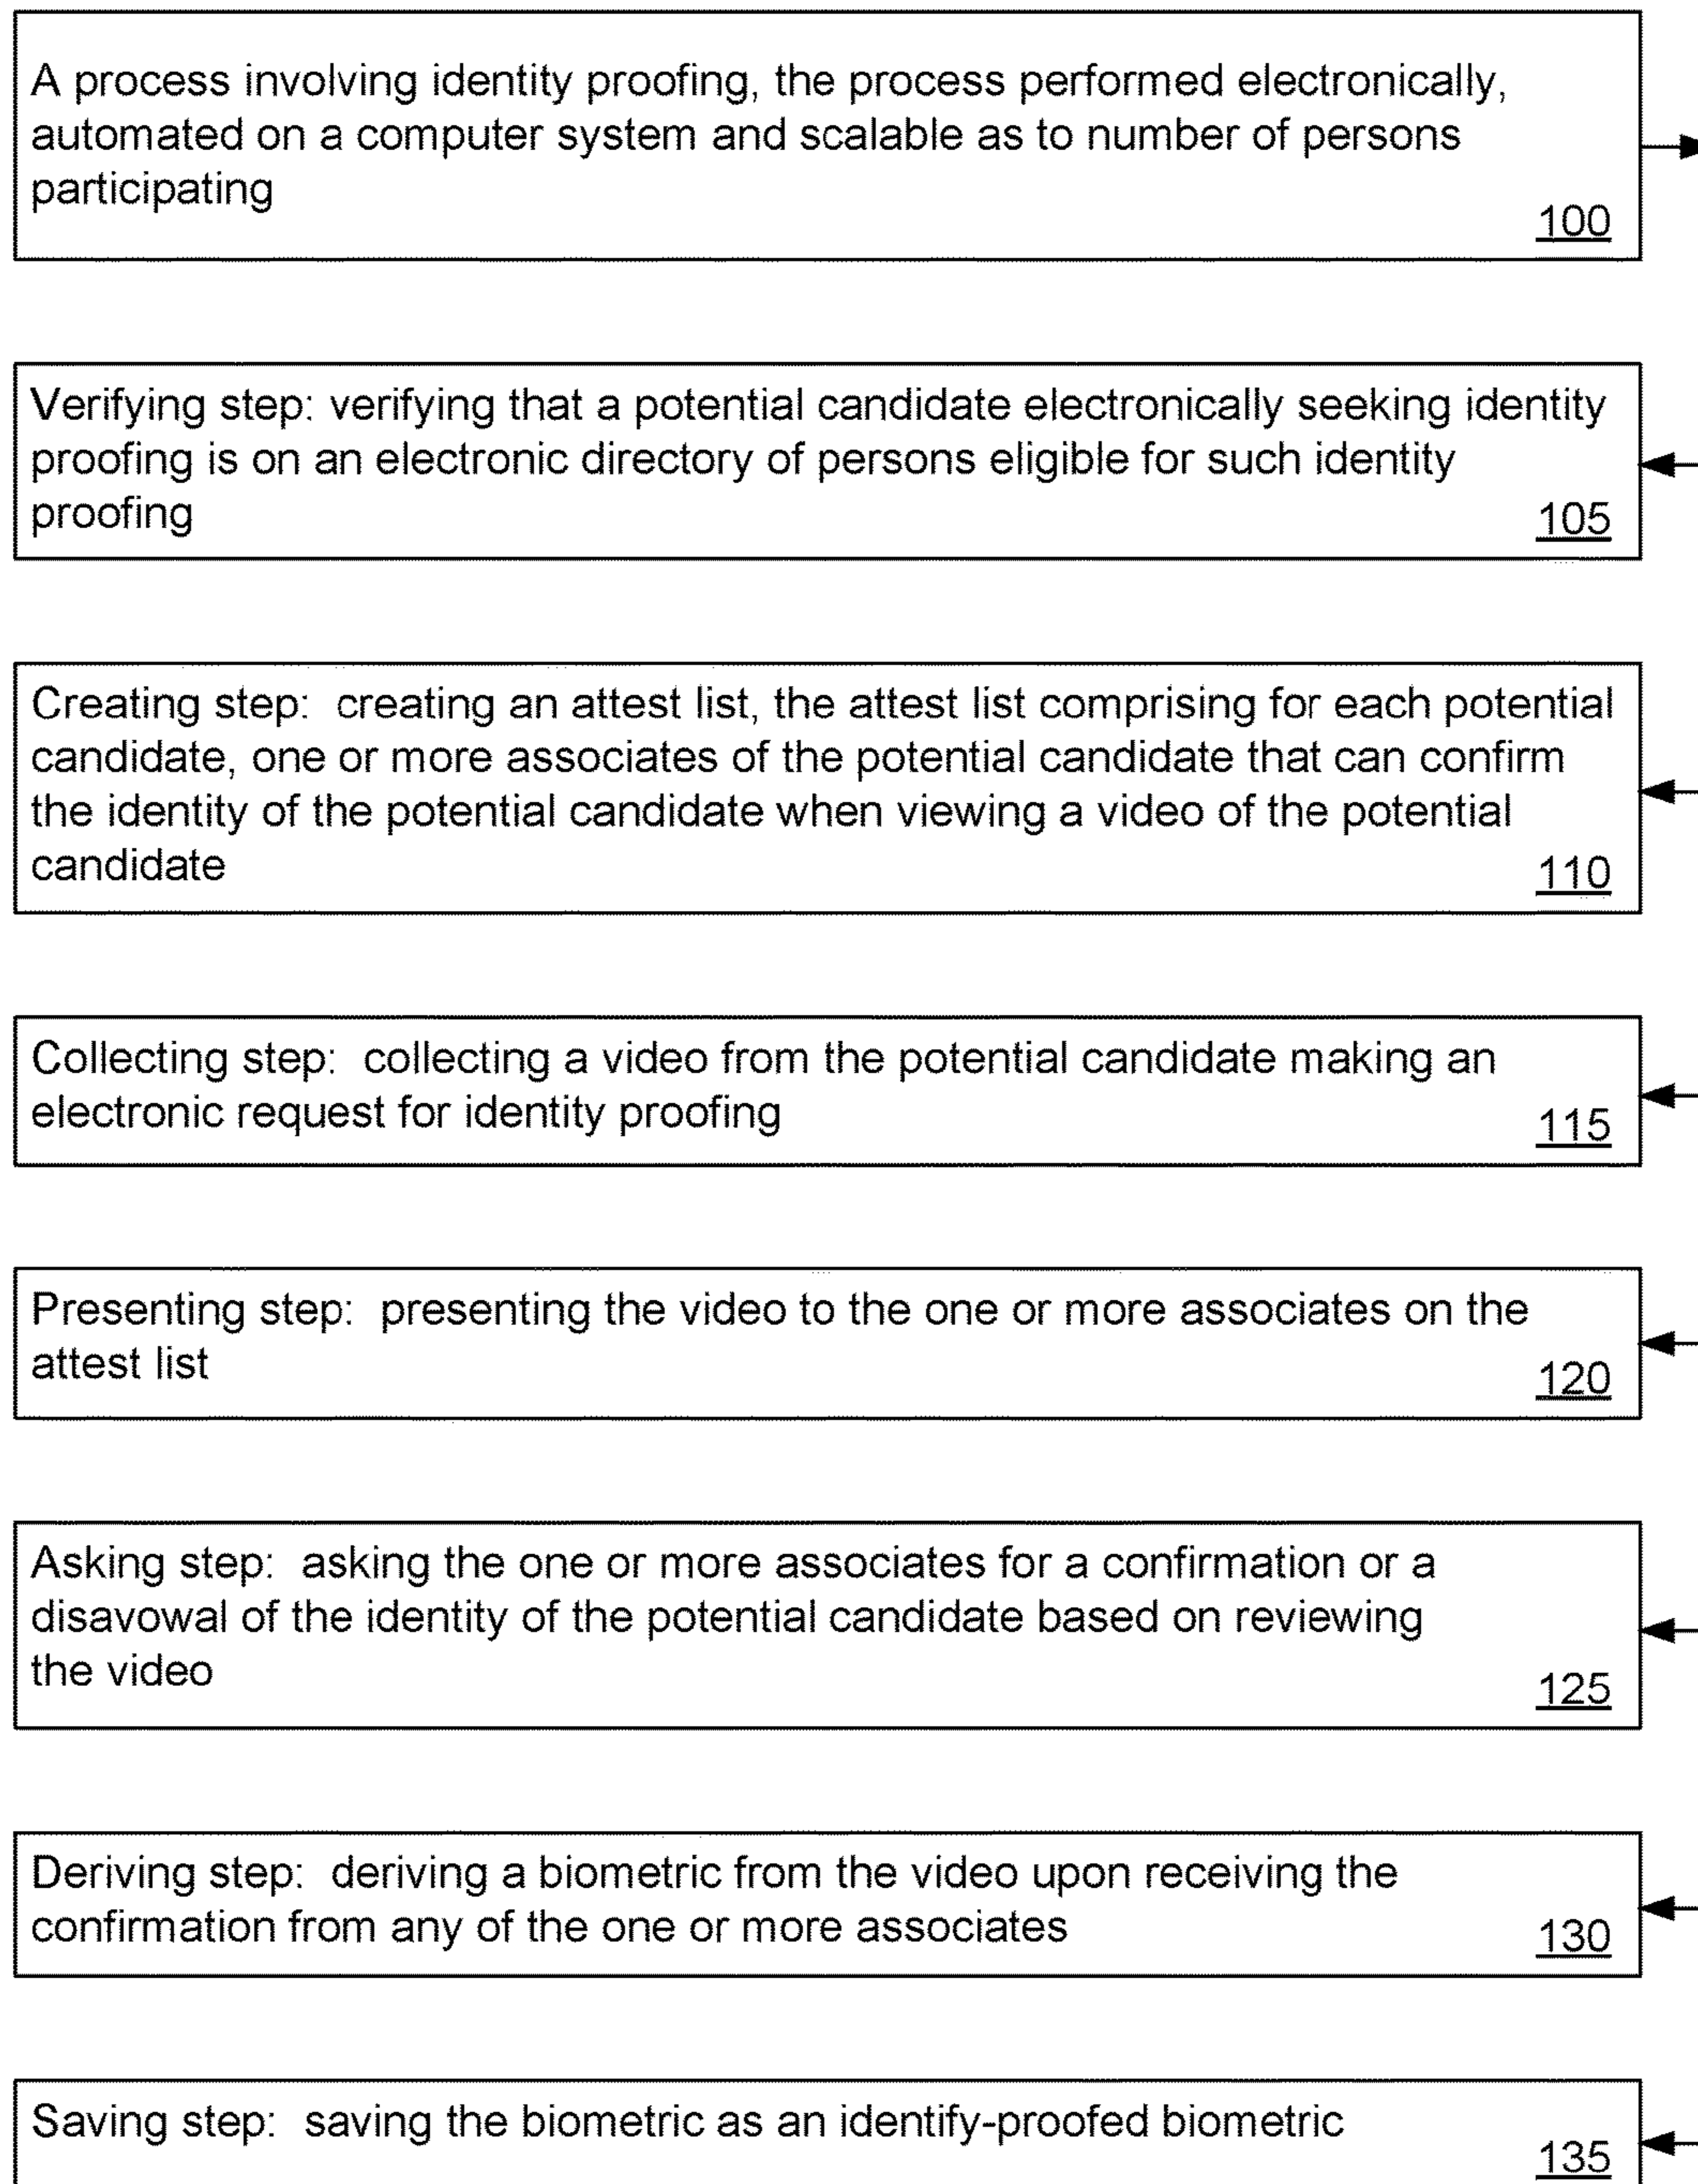 A process involving identity proofing, the process performed electronically,
automated on a computer system and scalable as to number of persons
participating
100
Verifying step: verifying that a potential candidate electronically seeking identity
proofing is on an electronic directory of persons eligible for such identity
proofing
105
Creating step: creating an attest list, the attest list comprising for each potential
candidate, one or more associates of the potential candidate that can confirm
the identity of the potential candidate when viewing a video of the potential
candidate
110
Collecting step: collecting a video from the potential candidate making an
electronic request for identity proofing
115
Presenting step: presenting the video to the one or more associates on the
attest list
120
Asking step: asking the one or more associates for a confirmation or a
disavowal of the identity of the potential candidate based on reviewing
the video
125
Deriving step: deriving a biometric from the video upon receiving the
confirmation from any of the one or more associates
130
Saving step: saving the biometric as an identify-proofed biometric
135